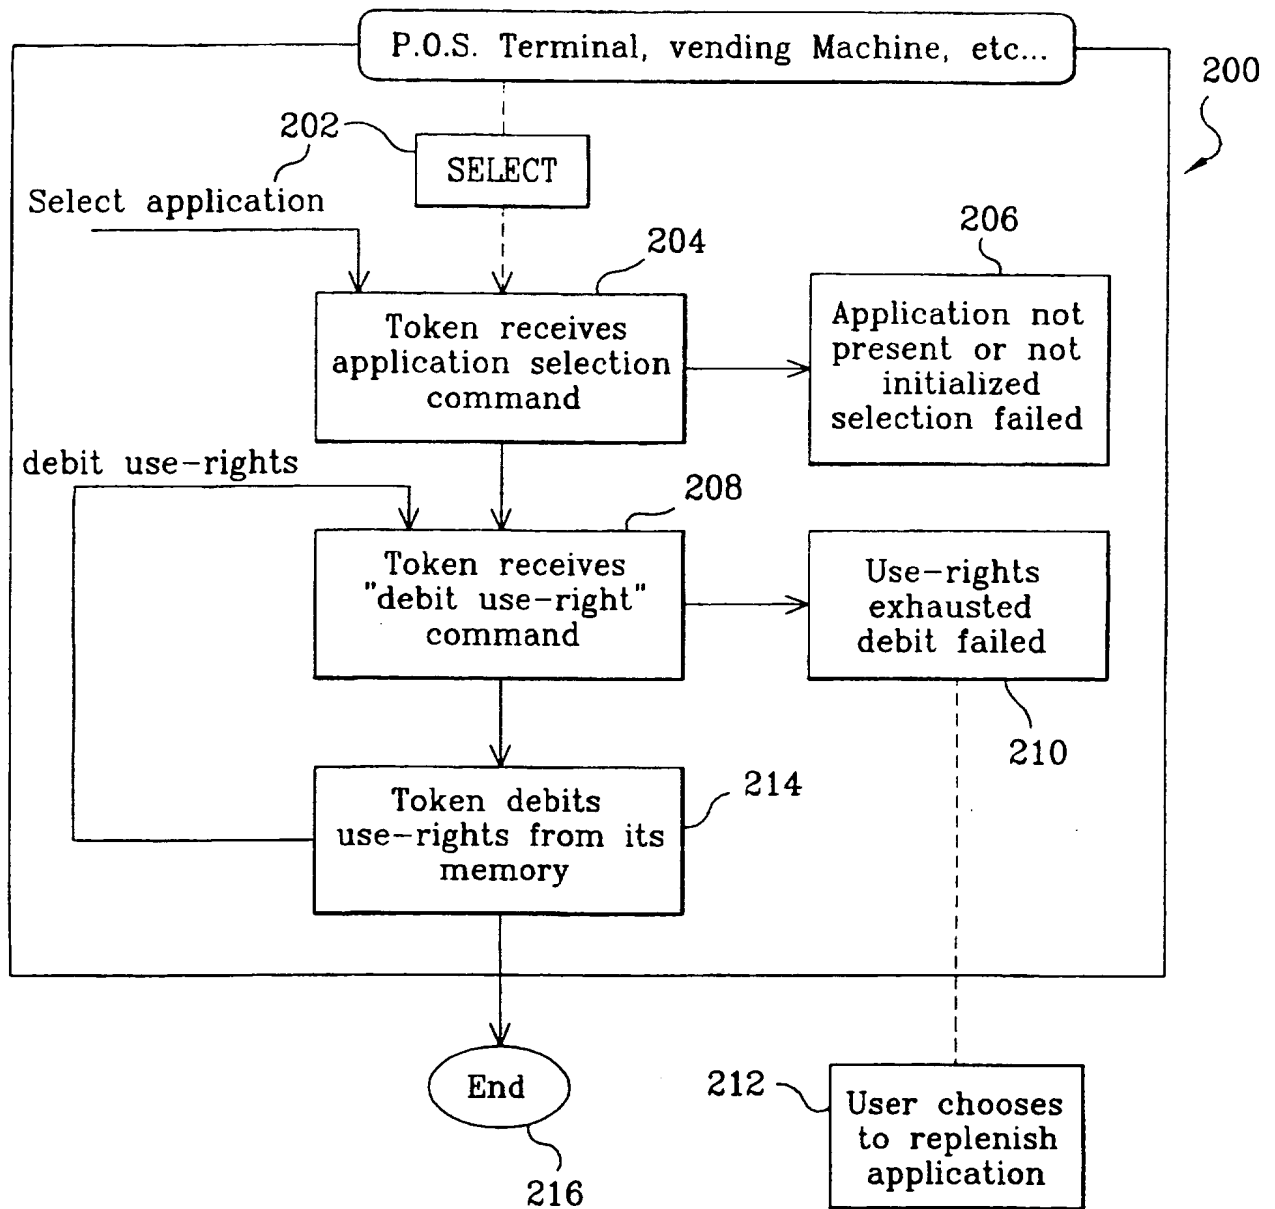 P.O.S. Terminal, vending Machine, etc...
200
202
SELECT
Select application
204
206
Token receives
application selection
command
Application not
present or not
initialized
selection failed
debit use-rights
208
Token receives
"debit use-right"
command
Use-rights
exhausted
debit failed
210
214
Token debits
use-rights from its
memory
End
216
212
User chooses
to replenish
application